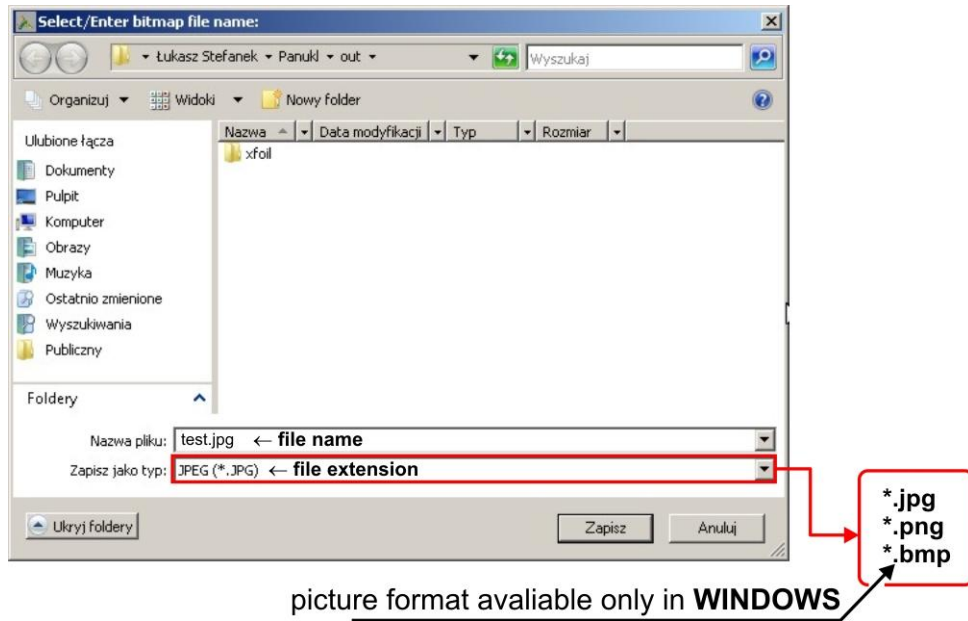 Select/Enter bitmap file name:
Łukasz Stefanek Panukl out Wyszukaj
Organizuj Widoki Nowy folder
Ulubione łącza
Dokumenty
Pulpit
Komputer
Obrazy
Muzyka
Ostatnio zmienione
Wyszukiwania
Publiczny
Foldery
Nazwa Data modyfikacji Typ Rozmiar
xfoil
Nazwa pliku: test.jpg ← file name
Zapisz jako typ: JPEG (*.JPG) ← file extension
Ukryj foldery Zapisz Anuluj
*.jpg
*.png
*.bmp
picture format avaliable only in WINDOWS